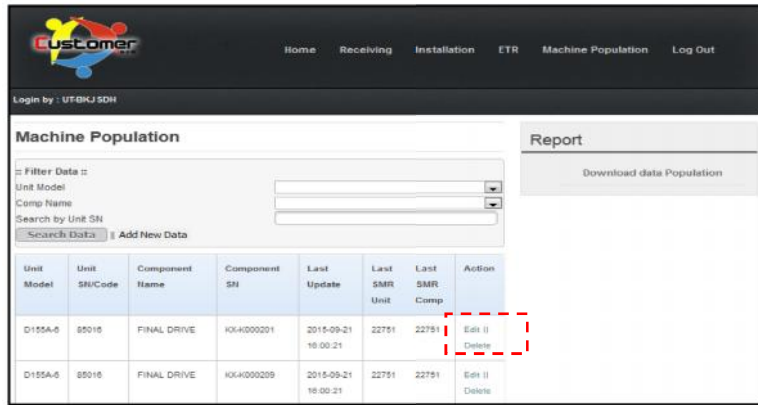 Customer
Home Receiving Installation ETR Machine Population Log Out
Login by : UT-BKJ SDH
Machine Population
Report
:: Filter Data ::
Download data Population
Unit Model
Comp Name
Search by Unit SN
Search Data || Add New Data
Unit Model Unit SN/Code Component Name Component SN Last Update Last SMR Unit Last SMR Comp Action
D155A-6 85016 FINAL DRIVE KX-K000201 2015-09-21 16:00:21 22751 22751 Edit || Delete
D155A-6 85016 FINAL DRIVE KX-K000209 2015-09-21 16:00:21 22751 22751 Edit || Delete